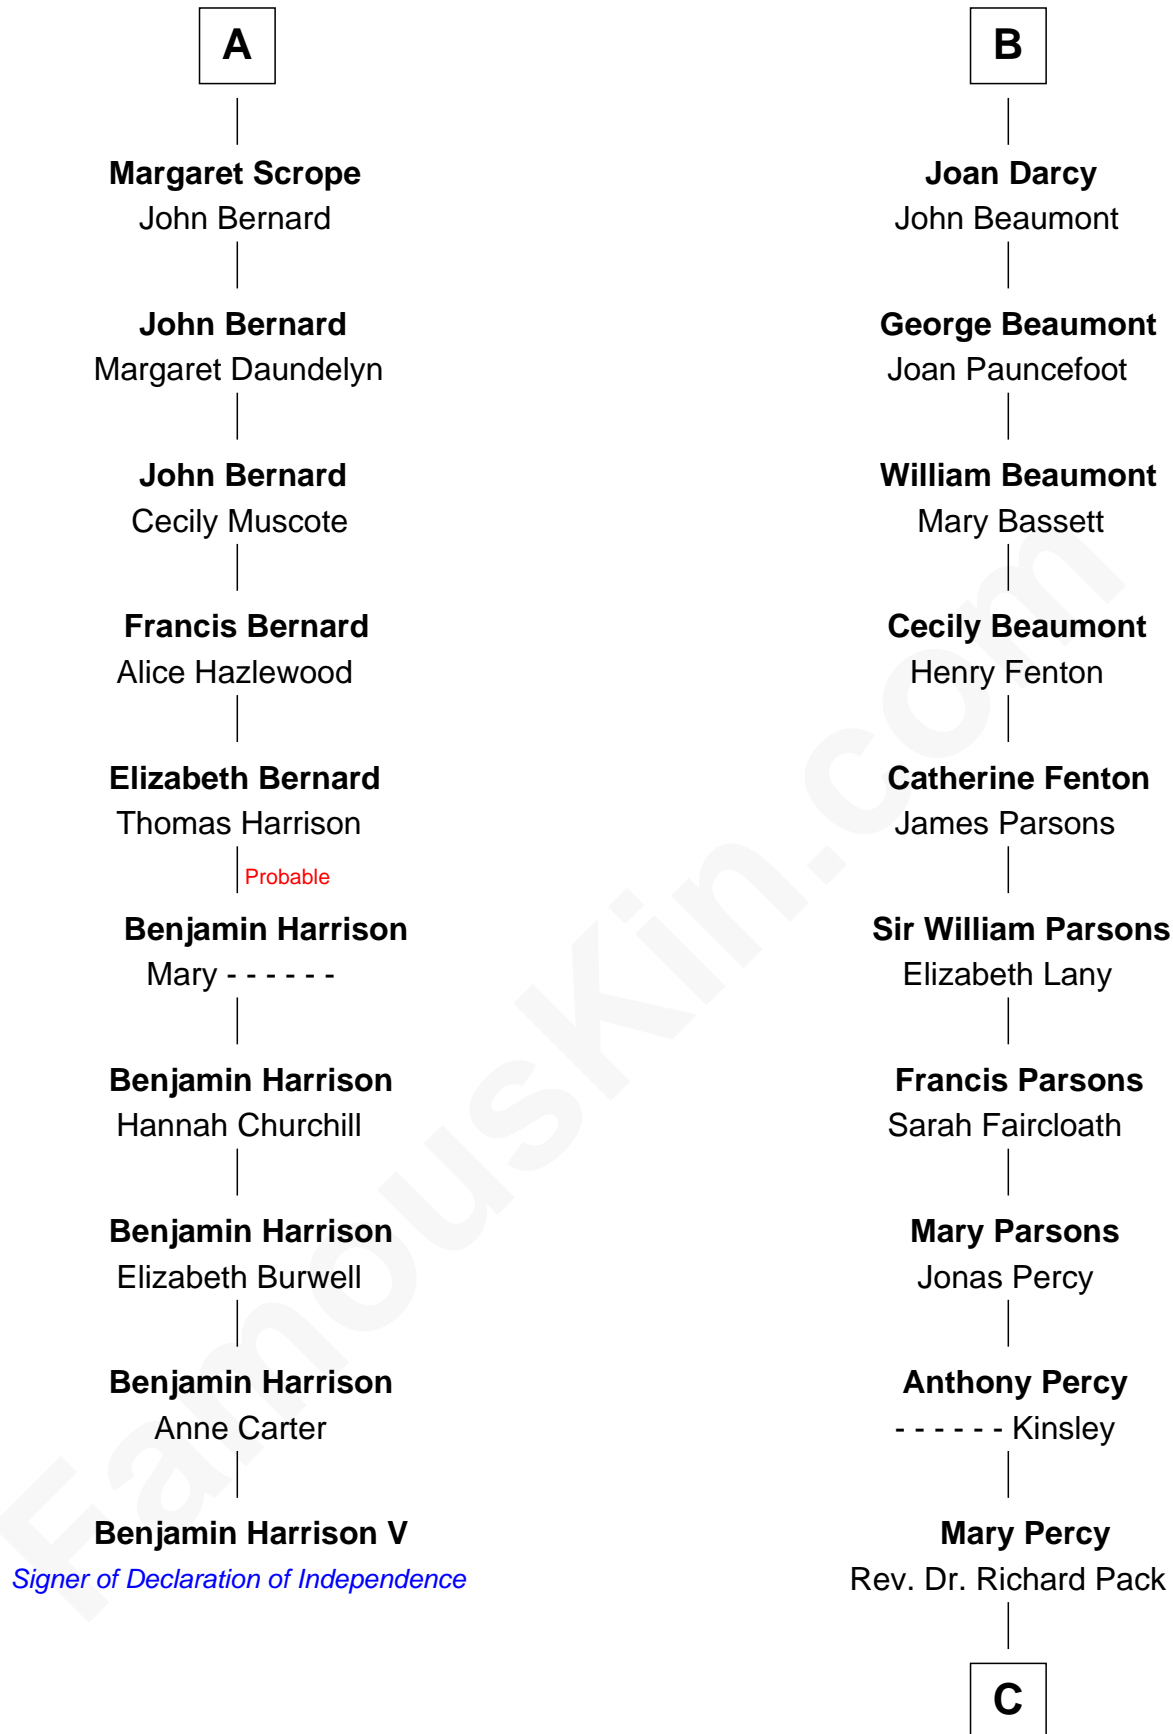 A
Margaret Scrope
John Bernard
John Bernard
Margaret Daundelyn
John Bernard
Cecily Muscote
Francis Bernard
Alice Hazlewood
Elizabeth Bernard
Thomas Harrison
Probable
Benjamin Harrison
Mary - - - - - -
Benjamin Harrison
Hannah Churchill
Benjamin Harrison
Elizabeth Burwell
Benjamin Harrison
Anne Carter
Benjamin Harrison V
Signer of Declaration of Independence
B
Joan Darcy
John Beaumont
George Beaumont
Joan Pauncefoot
William Beaumont
Mary Bassett
Cecily Beaumont
Henry Fenton
Catherine Fenton
James Parsons
Sir William Parsons
Elizabeth Lany
Francis Parsons
Sarah Faircloath
Mary Parsons
Jonas Percy
Anthony Percy
- - - - - - Kinsley
Mary Percy
Rev. Dr. Richard Pack
C
FamousKin.com